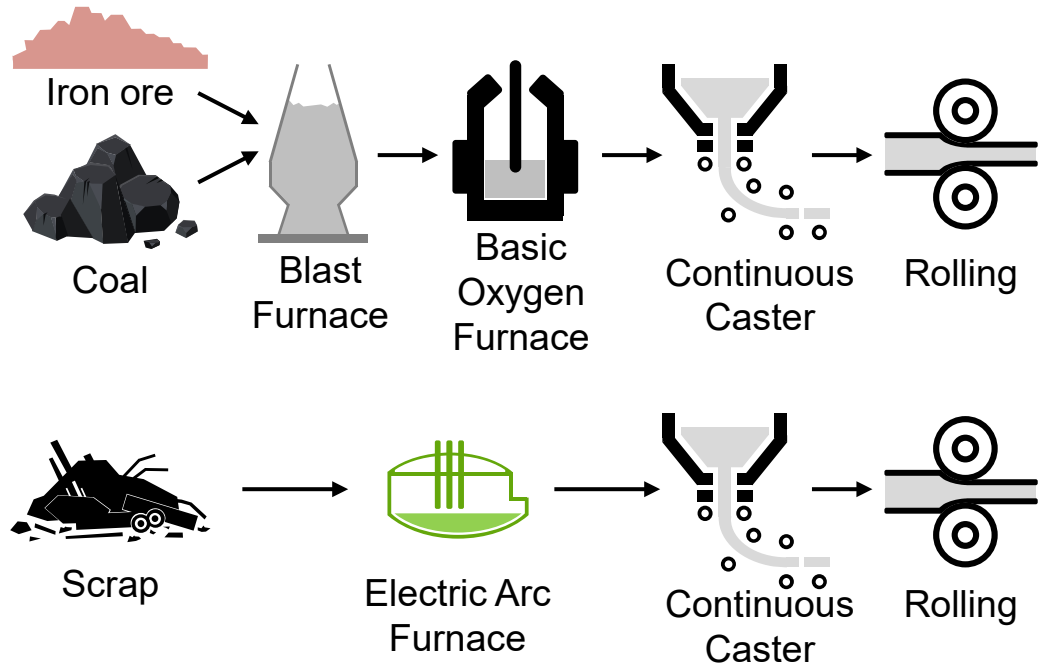 Iron ore
Coal
Blast
Furnace
Basic
Oxygen
Furnace
Continuous
Caster
Rolling
Scrap
Electric Arc
Furnace
Continuous
Caster
Rolling